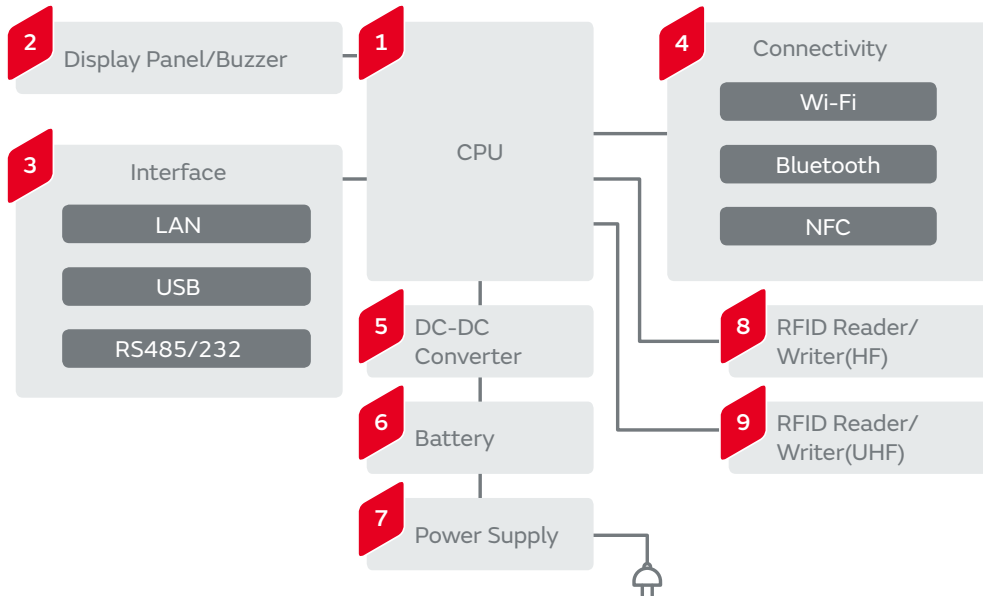 2
Display Panel/Buzzer
1
CPU
4
Connectivity
Wi-Fi
Bluetooth
NFC
3
Interface
LAN
USB
RS485/232
5
DC-DC
Converter
6
Battery
7
Power Supply
8
RFID Reader/
Writer(HF)
9
RFID Reader/
Writer(UHF)